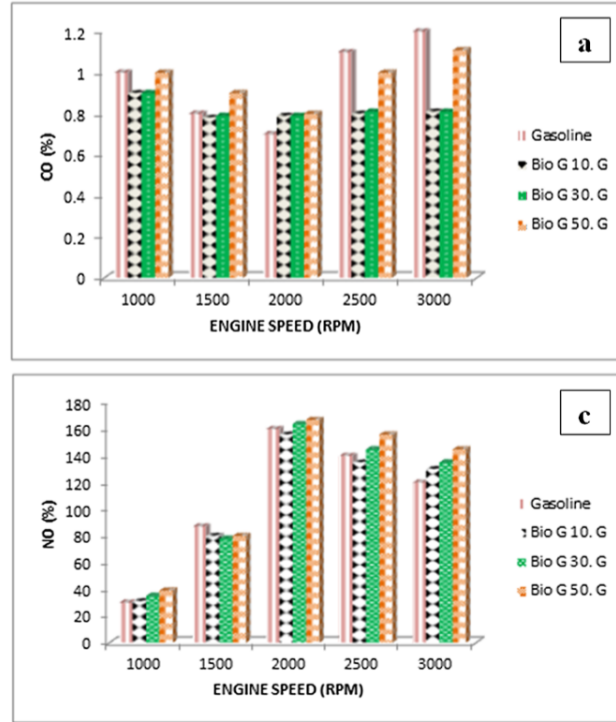 a
1.2
1
0.8
0.6
0.4
0.2
0
CO (%)
1000 1500 2000 2500 3000
ENGINE SPEED (RPM)
Gasoline
Bio G 10. G
Bio G 30. G
Bio G 50. G
c
180
160
140
120
100
80
60
40
20
0
NO (%)
1000 1500 2000 2500 3000
ENGINE SPEED (RPM)
Gasoline
Bio G 10. G
Bio G 30. G
Bio G 50. G